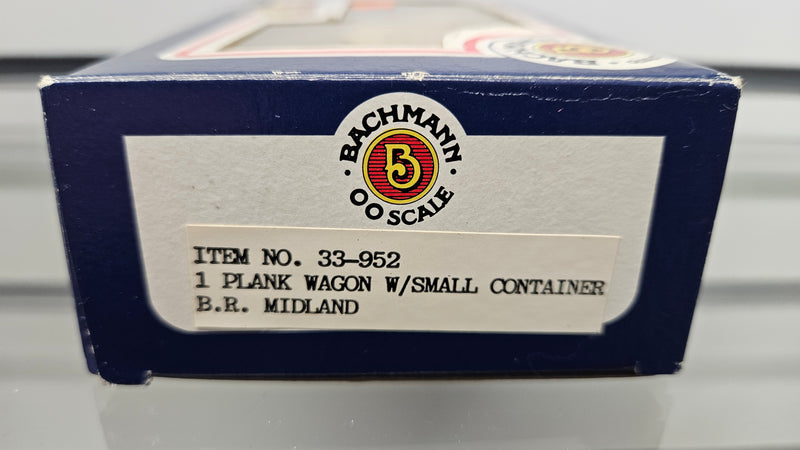 BACHMANN
B
OO SCALE
ITEM NO. 33-952
1 PLANK WAGON W/SMALL CONTAINER
B.R. MIDLAND